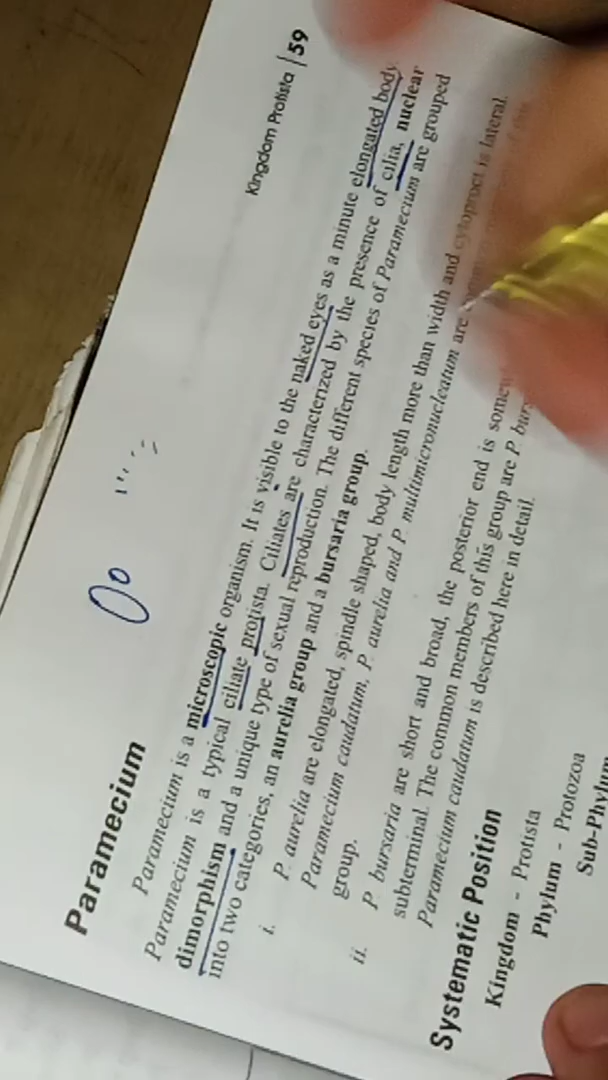 Kingdom Protista | 59
Paramecium
Paramecium is a microscopic organism. It is visible to the naked eyes as a minute elongated body.
Paramecium is a typical ciliate protista. Ciliates are characterized by the presence of cilia, nuclear
dimorphism and a unique type of sexual reproduction. The different species of Paramecium are grouped
into two categories, an aurelia group and a bursaria group.
i. P. aurelia are elongated, spindle shaped, body length more than width and cytoproct is lateral.
Paramecium caudatum, P. aurelia and P. multimicronucleatum are
group.
ii. P. bursaria are short and broad, the posterior end is
subterminal. The common members of this group are P.
Paramecium caudatum is described here in detail.
Systematic Position
Kingdom - Protista
Phylum - Protozoa